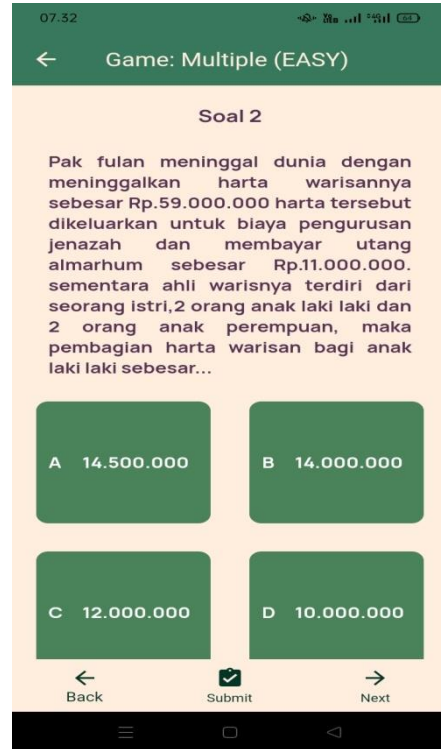 07.32
64
Game: Multiple (EASY)
Soal 2
Pak fulan meninggal dunia dengan
meninggalkan harta warisannya
sebesar Rp.59.000.000 harta tersebut
dikeluarkan untuk biaya pengurusan
jenazah dan membayar utang
almarhum sebesar Rp.11.000.000.
sementara ahli warisnya terdiri dari
seorang istri,2 orang anak laki laki dan
2 orang anak perempuan, maka
pembagian harta warisan bagi anak
laki laki sebesar...
A 14.500.000
B 14.000.000
C 12.000.000
D 10.000.000
Back
Submit
Next